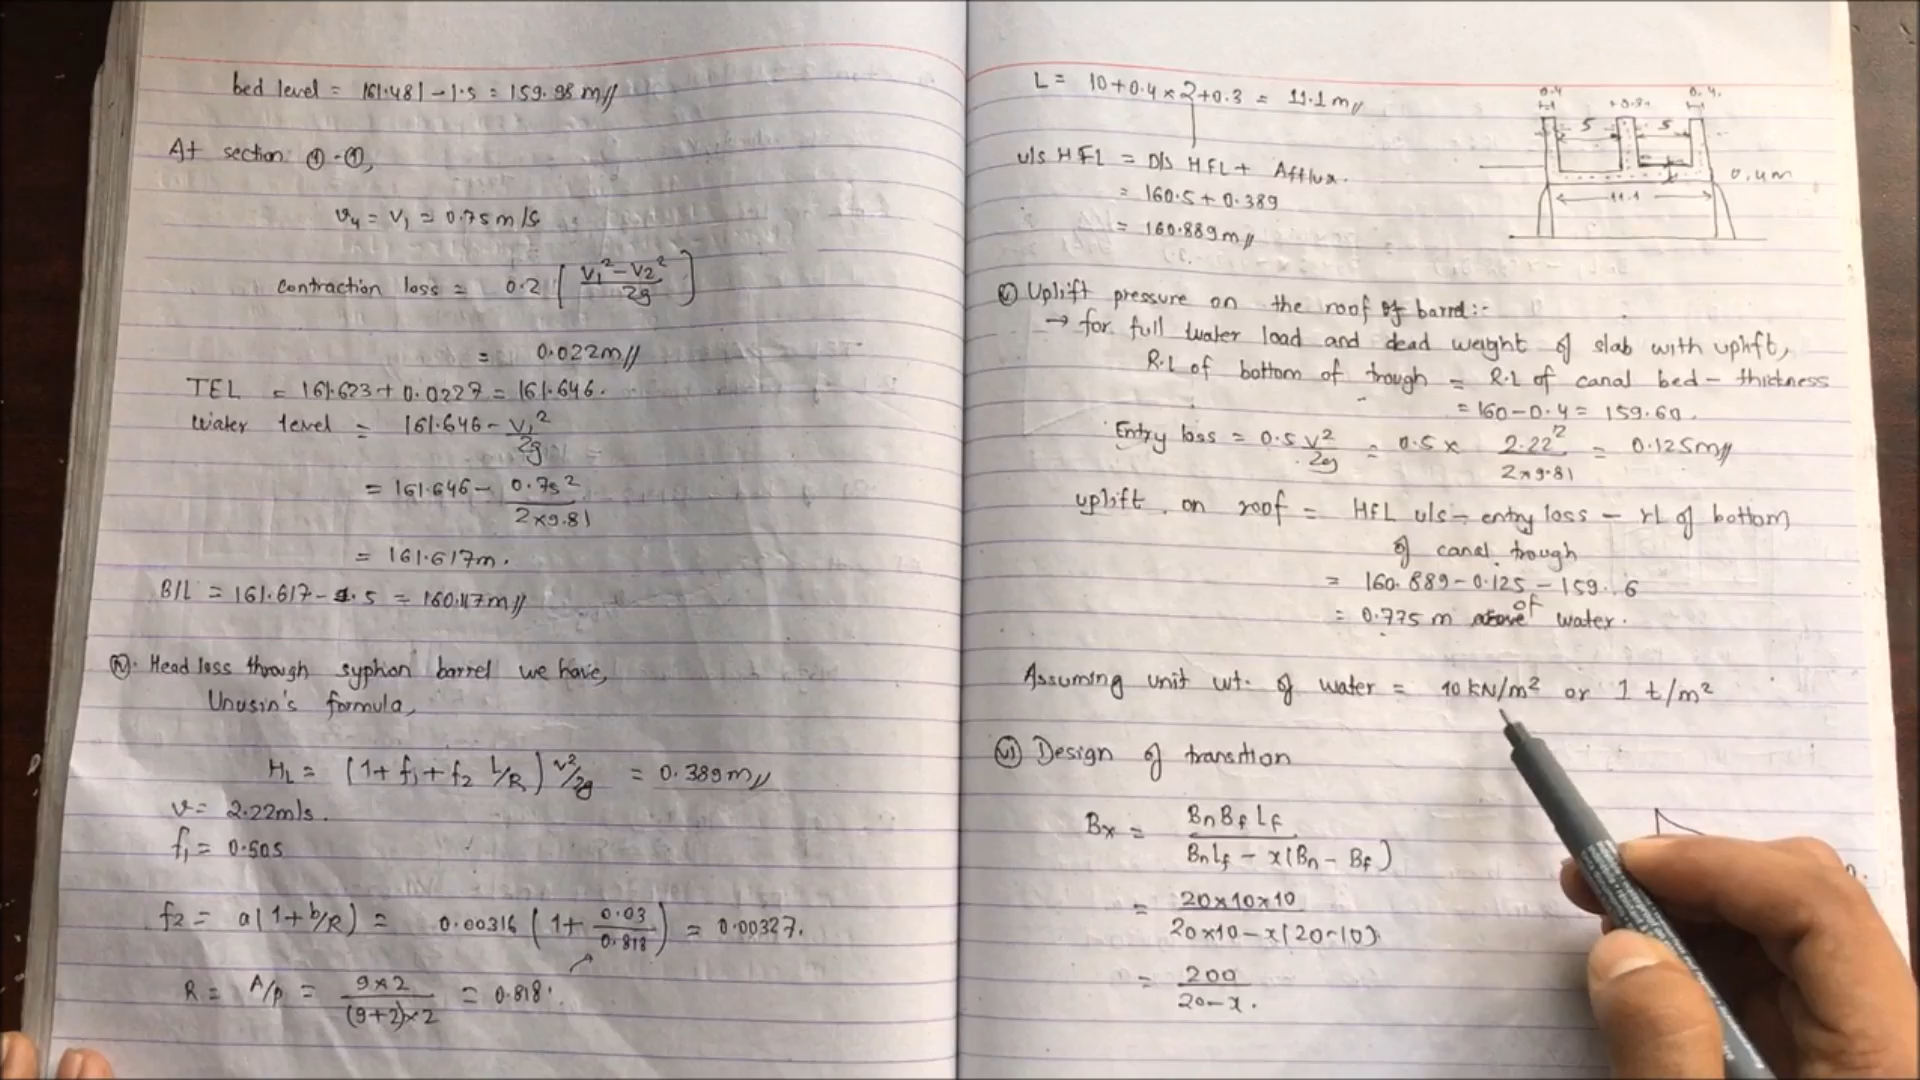 bed level = 161.481 - 1.5 = 159.98 m//
At section ④-④,
v4 = v1 = 0.75 m/s
contraction loss = 0.2 [ (V1² - V2²)/2g ]
= 0.022m//
TEL = 161.623 + 0.0227 = 161.646.
Water level = 161.646 - V1²/2g
= 161.646 - 0.75²/(2×9.81)
= 161.617m.
B/L = 161.617 - 1.5 = 160.117m//
(iv). Head loss through syphon barrel we have,
Unusin's formula,
HL = (1 + f1 + f2 L/R) v²/2g = 0.389m//
v = 2.22m/s.
f1 = 0.505
f2 = a(1 + b/R) = 0.00316 (1 + 0.03/0.818) = 0.00327.
R = A/p = 9×2/(9+2)×2 = 0.818.
L = 10 + 0.4 × 2 + 0.3 = 11.1m//
0.4
0.4.
5
5
0.4m
11.1
u/s HFL = D/s HFL + Afflux.
= 160.5 + 0.389
= 160.889m//
(v) Uplift pressure on the roof of barrel:-
→ for full water load and dead weight of slab with uplift,
R.L of bottom of trough = R.L of canal bed - thickness
= 160 - 0.4 = 159.60.
Entry loss = 0.5 v²/2g = 0.5 × 2.22²/(2×9.81) = 0.125m//
uplift on roof = HFL u/s - entry loss - rl of bottom
of canal trough
= 160.889 - 0.125 - 159.6
= 0.775 m of water.
Assuming unit wt. of water = 10 kN/m² or 1 t/m²
(vi) Design of transition
Bx = Bn Bf Lf / (Bn Lf - x(Bn - Bf))
= 20×10×10 / (20×10 - x(20-10))
= 200 / (20-x).